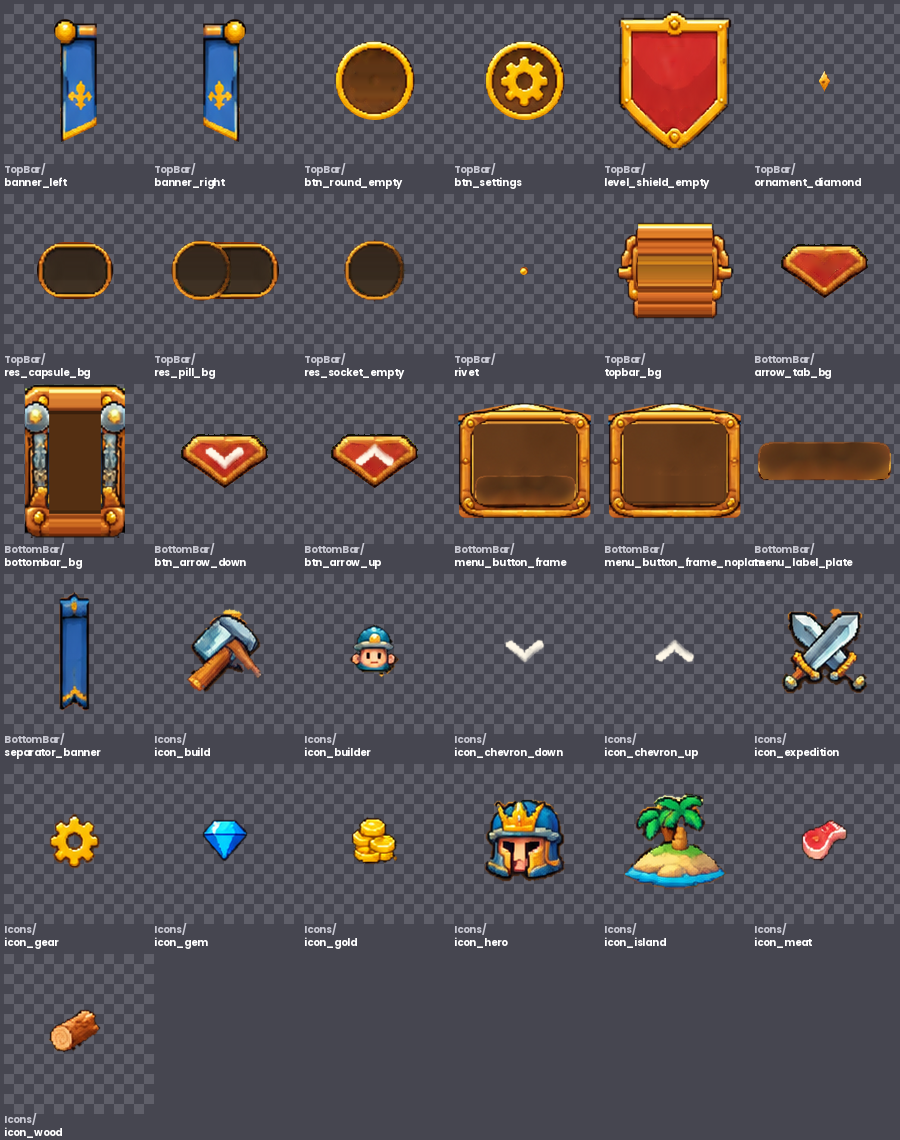 TopBar/ TopBar/ TopBar/ TopBar/ TopBar/ TopBar/
banner_left banner_right btn_round_empty btn_settings level_shield_empty ornament_diamond
TopBar/ TopBar/ TopBar/ TopBar/ TopBar/ BottomBar/
res_capsule_bg res_pill_bg res_socket_empty rivet topbar_bg arrow_tab_bg
BottomBar/ BottomBar/ BottomBar/ BottomBar/ BottomBar/ BottomBar/
bottombar_bg btn_arrow_down btn_arrow_up menu_button_frame menu_button_frame_noplate menu_label_plate
BottomBar/ Icons/ Icons/ Icons/ Icons/ Icons/
separator_banner icon_build icon_builder icon_chevron_down icon_chevron_up icon_expedition
Icons/ Icons/ Icons/ Icons/ Icons/ Icons/
icon_gear icon_gem icon_gold icon_hero icon_island icon_meat
Icons/
icon_wood